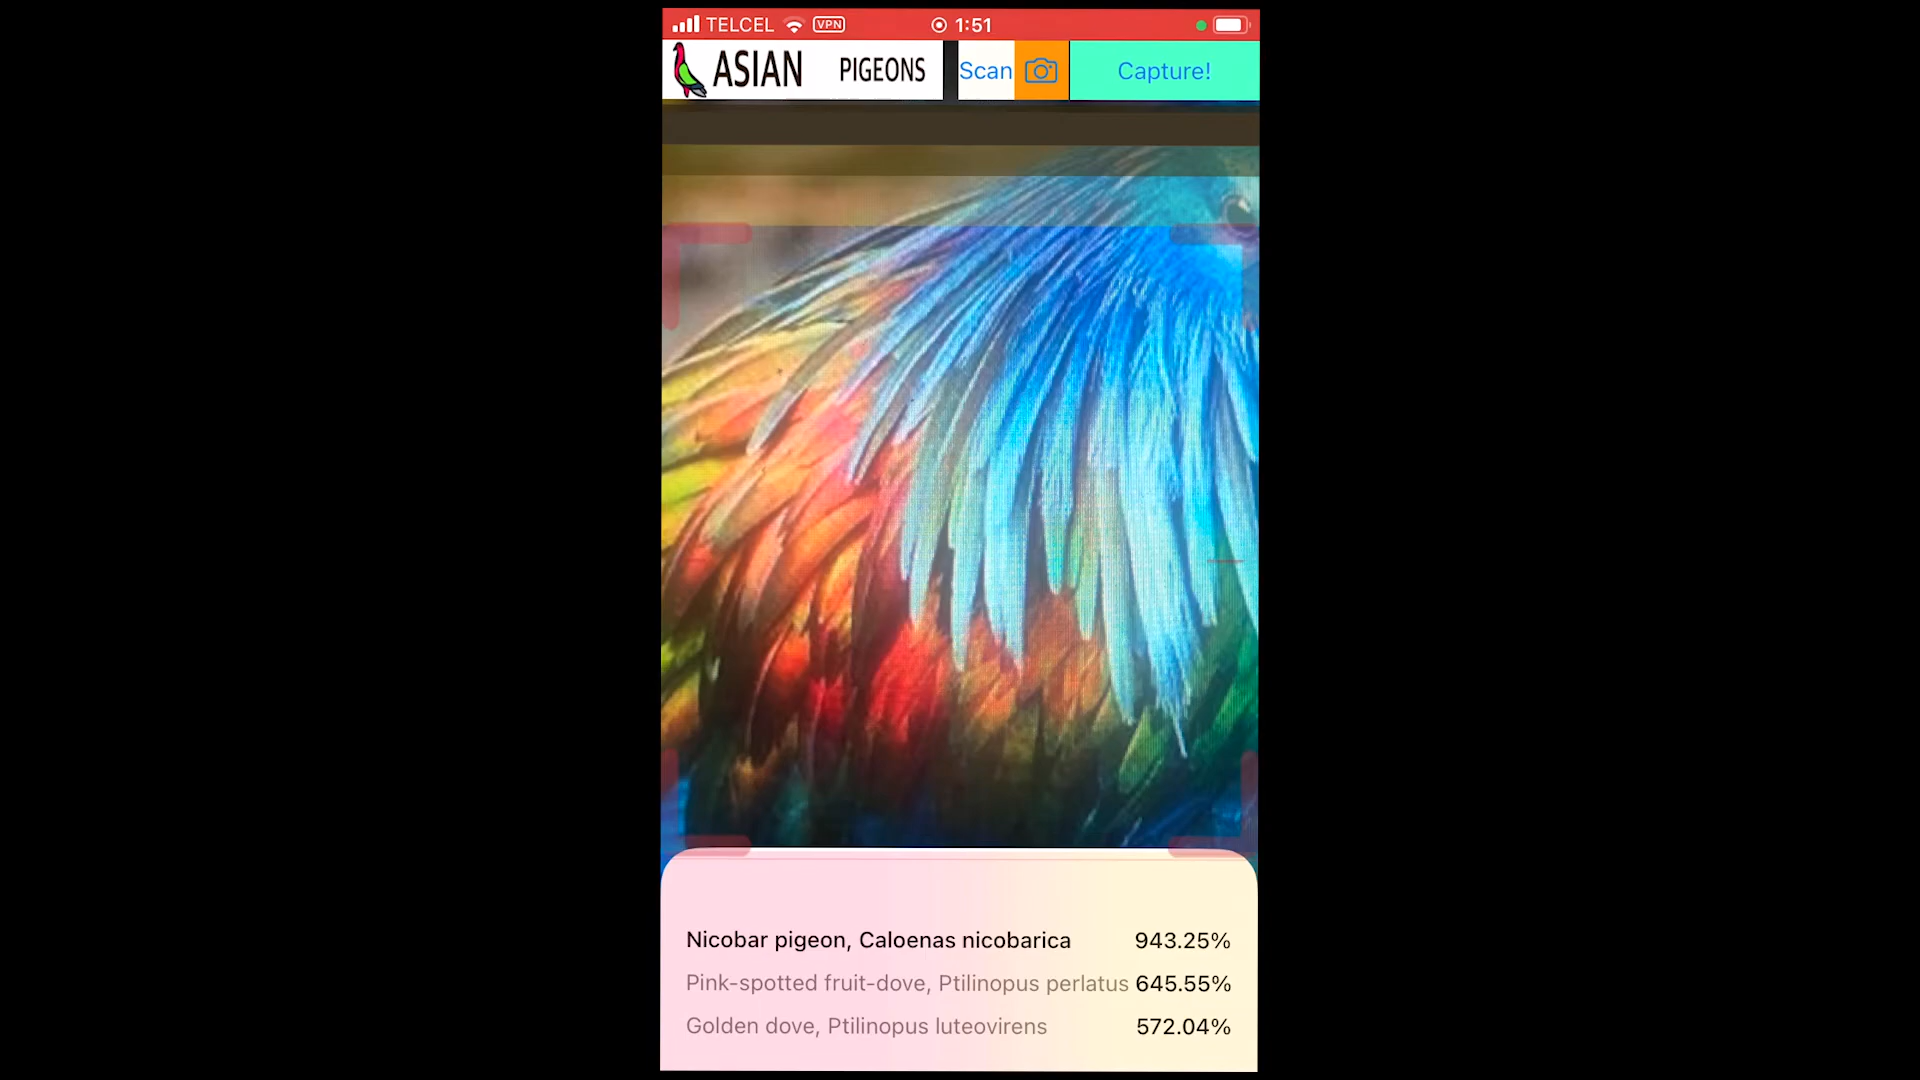 TELCEL VPN 1:51
ASIAN PIGEONS Scan Capture!
Nicobar pigeon, Caloenas nicobarica 943.25%
Pink-spotted fruit-dove, Ptilinopus perlatus 645.55%
Golden dove, Ptilinopus luteovirens 572.04%